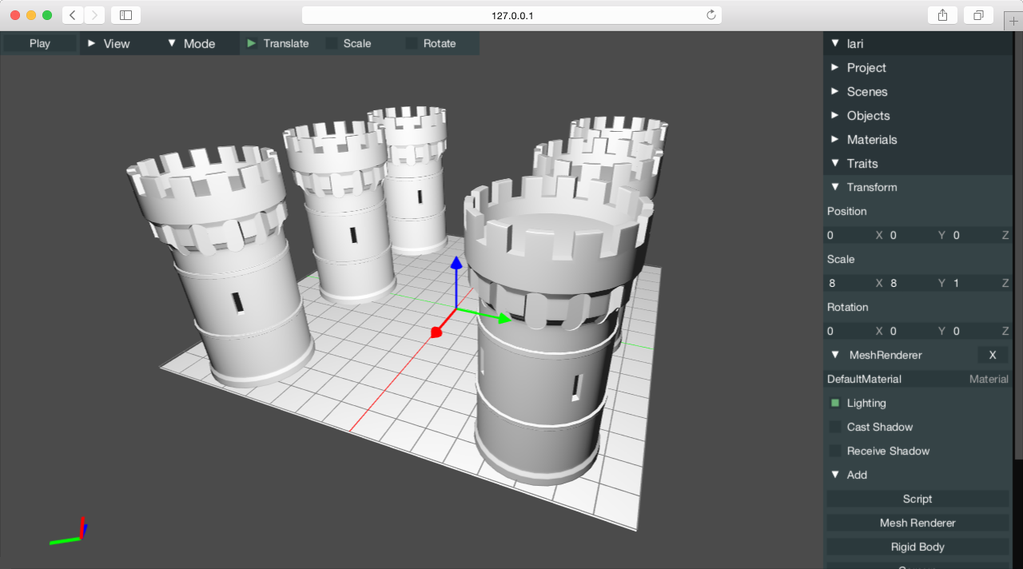 127.0.0.1
Play View Mode Translate Scale Rotate
lari
Project
Scenes
Objects
Materials
Traits
Transform
Position
0 X 0 Y 0 Z
Scale
8 X 8 Y 1 Z
Rotation
0 X 0 Y 0 Z
MeshRenderer X
DefaultMaterial Material
Lighting
Cast Shadow
Receive Shadow
Add
Script
Mesh Renderer
Rigid Body